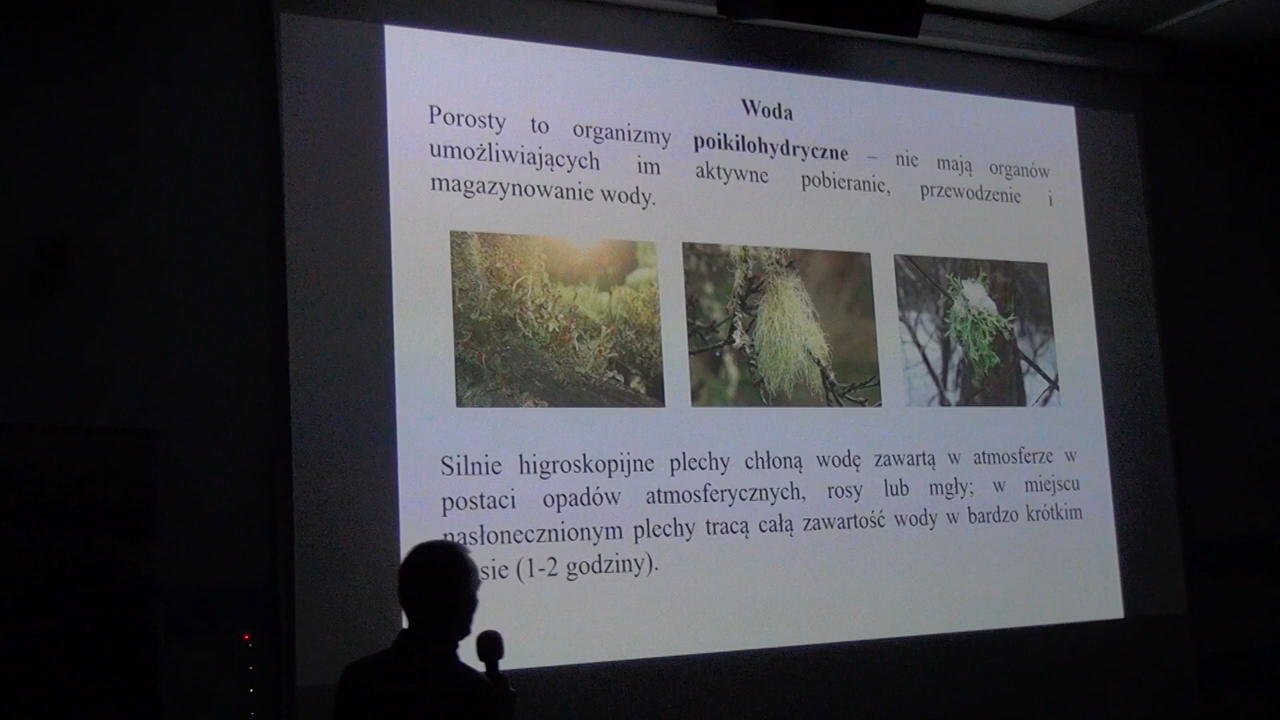 Woda
Porosty to organizmy poikilohydryczne – nie mają organów
umożliwiających im aktywne pobieranie, przewodzenie i
magazynowanie wody.
Silnie higroskopijne plechy chłoną wodę zawartą w atmosferze w
postaci opadów atmosferycznych, rosy lub mgły; w miejscu
nasłonecznionym plechy tracą całą zawartość wody w bardzo krótkim
sie (1-2 godziny).